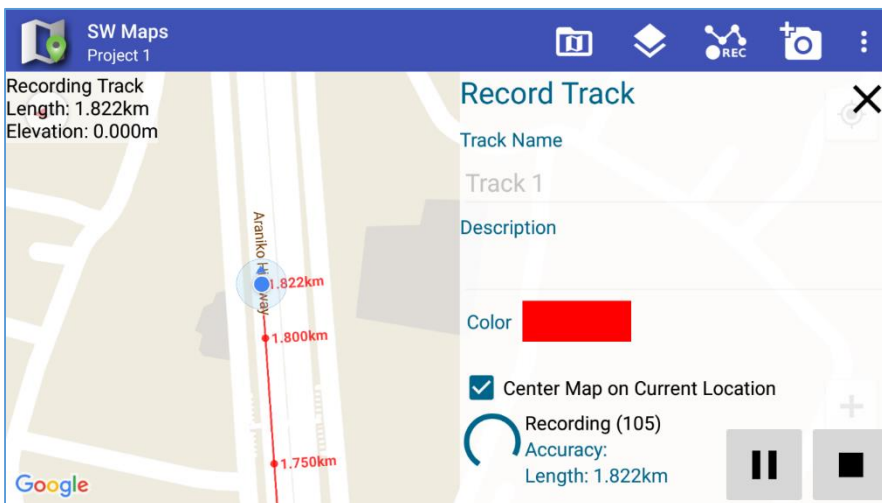 SW Maps
Project 1
REC
Recording Track
Length: 1.822km
Elevation: 0.000m
Araniko Hi way
1.822km
1.800km
1.750km
Google
Record Track
Track Name
Track 1
Description
Color
Center Map on Current Location
Recording (105)
Accuracy:
Length: 1.822km